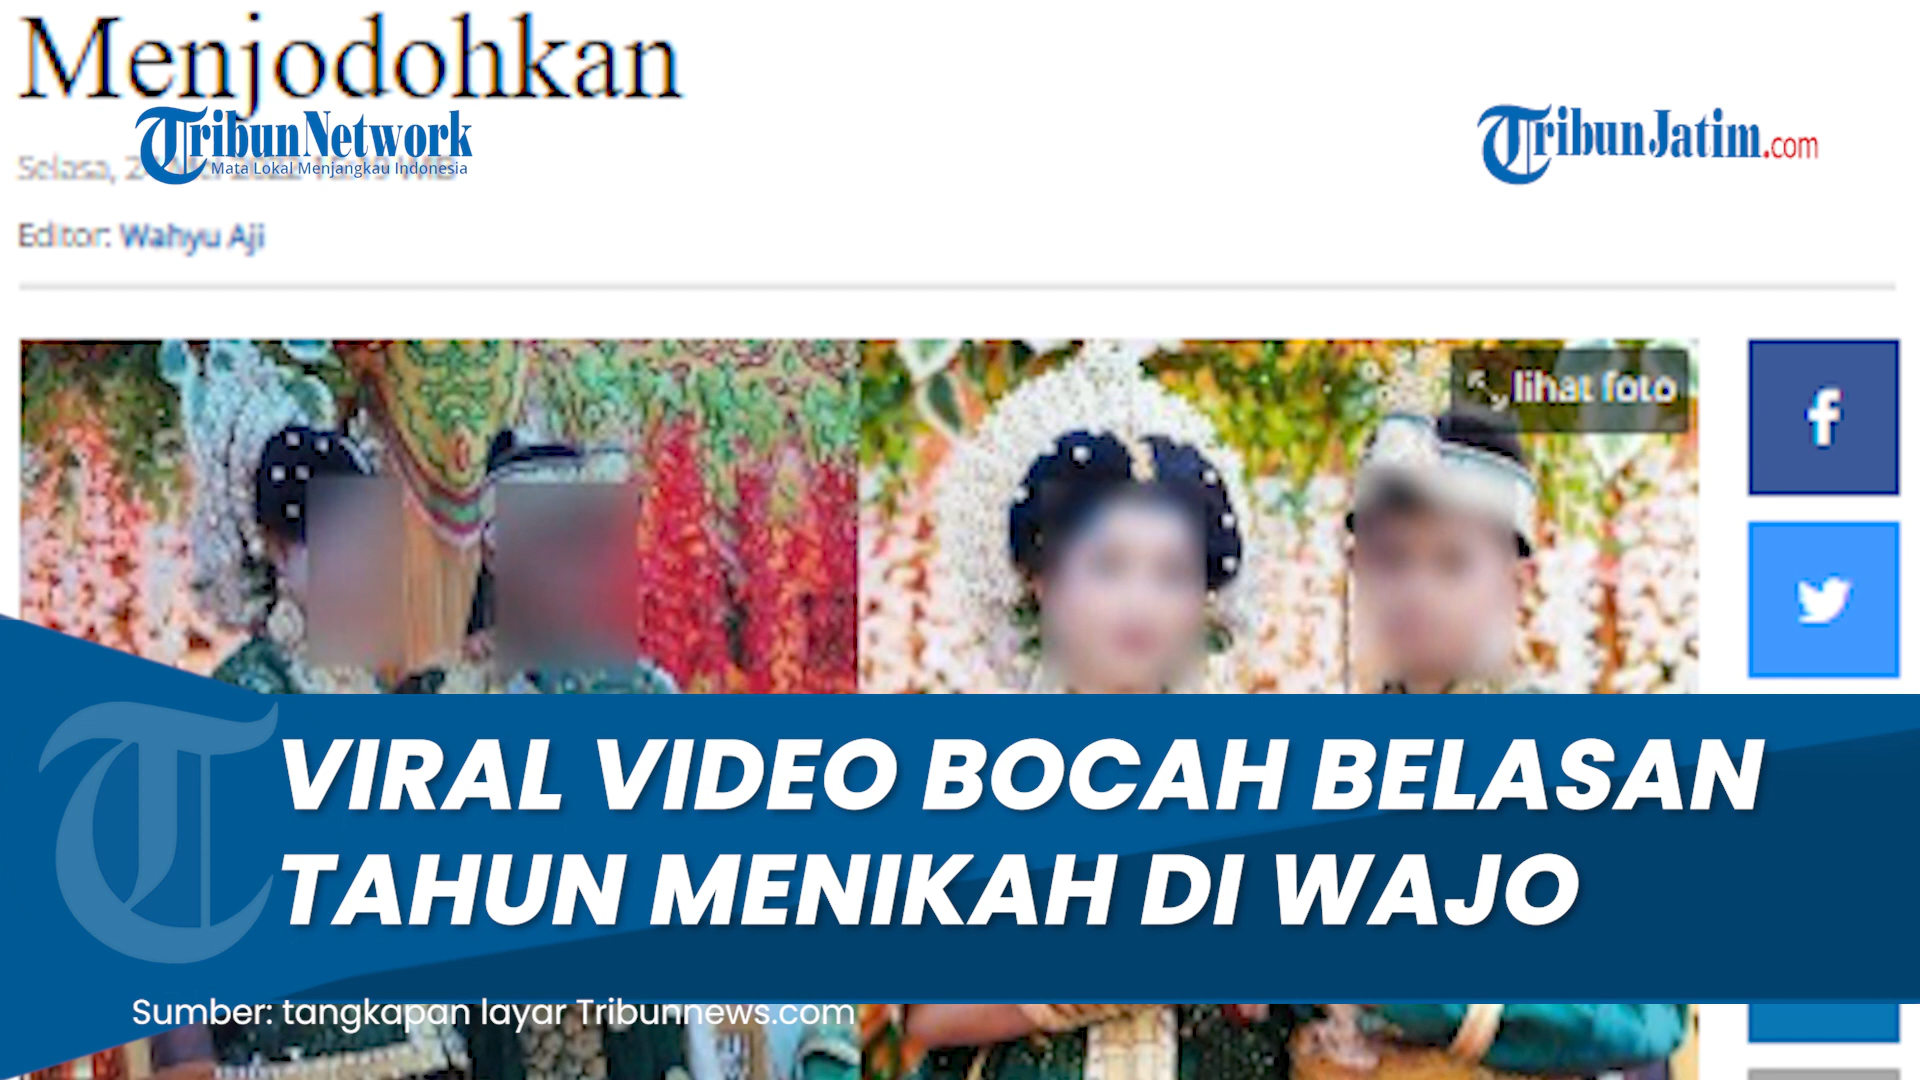 Menjodohkan
TribunNetwork
Mata Lokal Menjangkau Indonesia
TribunJatim.com
Selasa, 2
Editor: Wahyu Aji
lihat foto
VIRAL VIDEO BOCAH BELASAN
TAHUN MENIKAH DI WAJO
Sumber: tangkapan layar Tribunnews.com